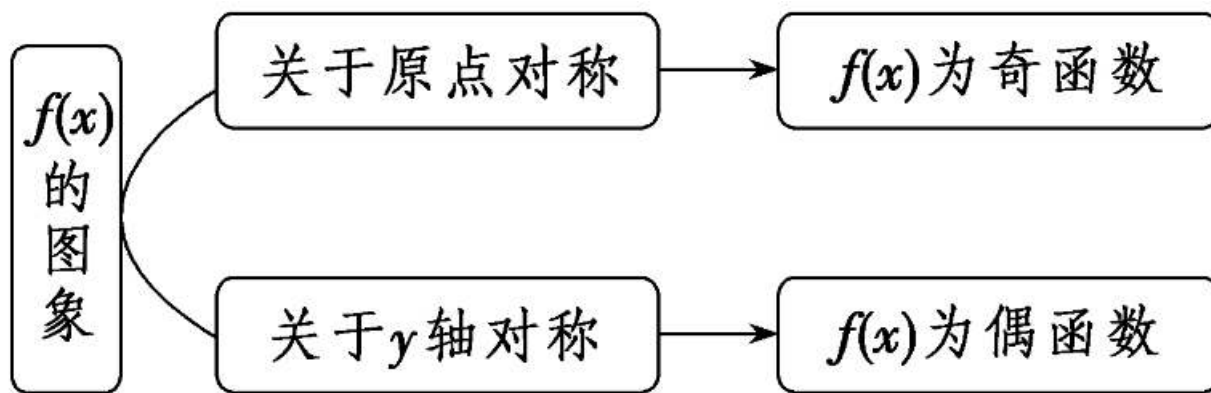 f(x)
的
图
象
关于原点对称
f(x)为奇函数
关于y轴对称
f(x)为偶函数